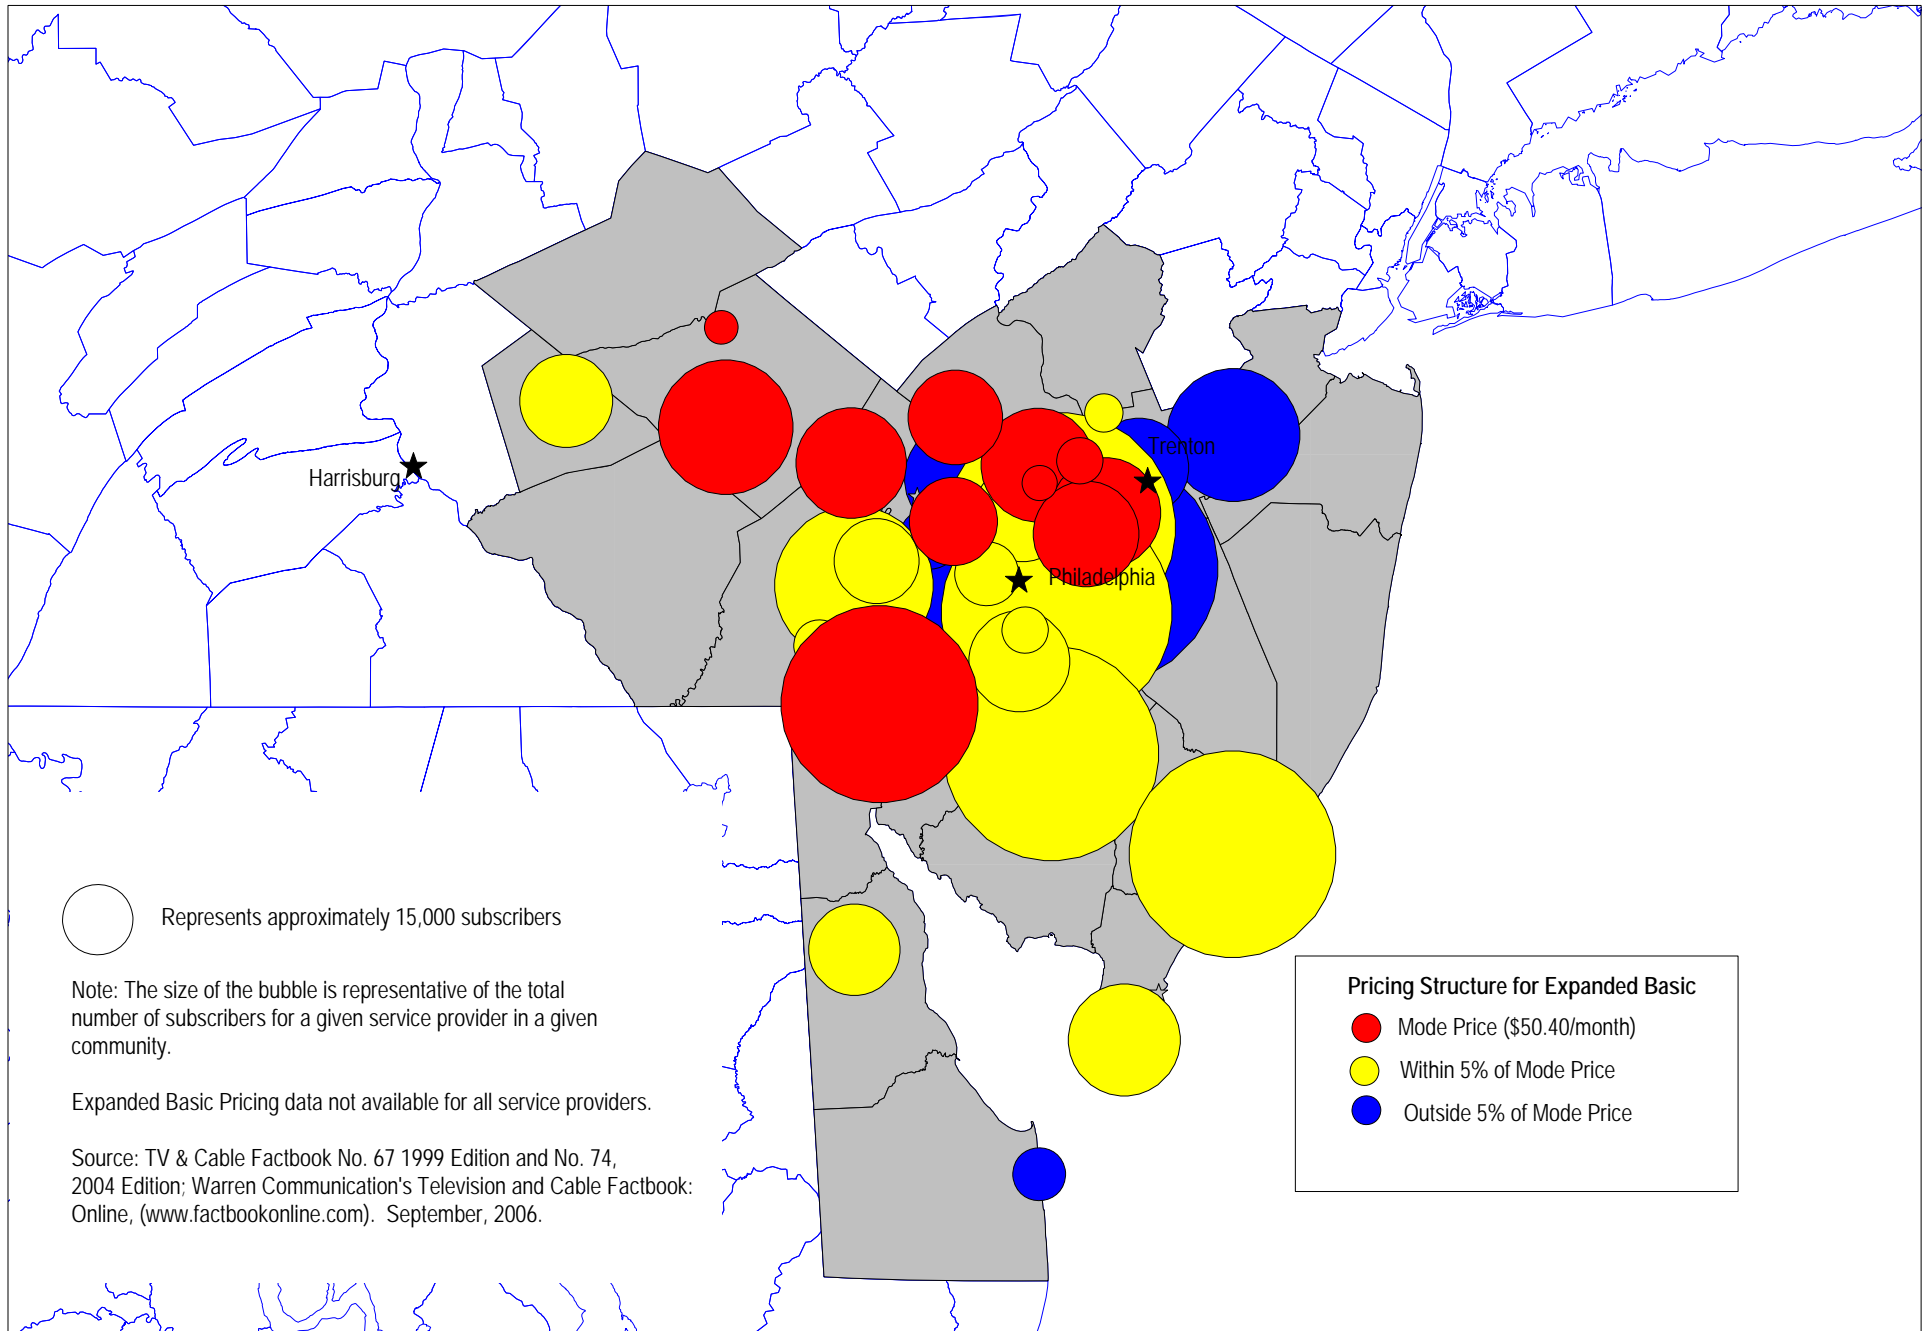 Trenton
Harrisburg
Philadelphia
Represents approximately 15,000 subscribers
Note: The size of the bubble is representative of the total
number of subscribers for a given service provider in a given
community.
Expanded Basic Pricing data not available for all service providers.
Source: TV & Cable Factbook No. 67 1999 Edition and No. 74,
2004 Edition; Warren Communication's Television and Cable Factbook:
Online, (www.factbookonline.com).  September, 2006.
Pricing Structure for Expanded Basic
Mode Price ($50.40/month)
Within 5% of Mode Price
Outside 5% of Mode Price